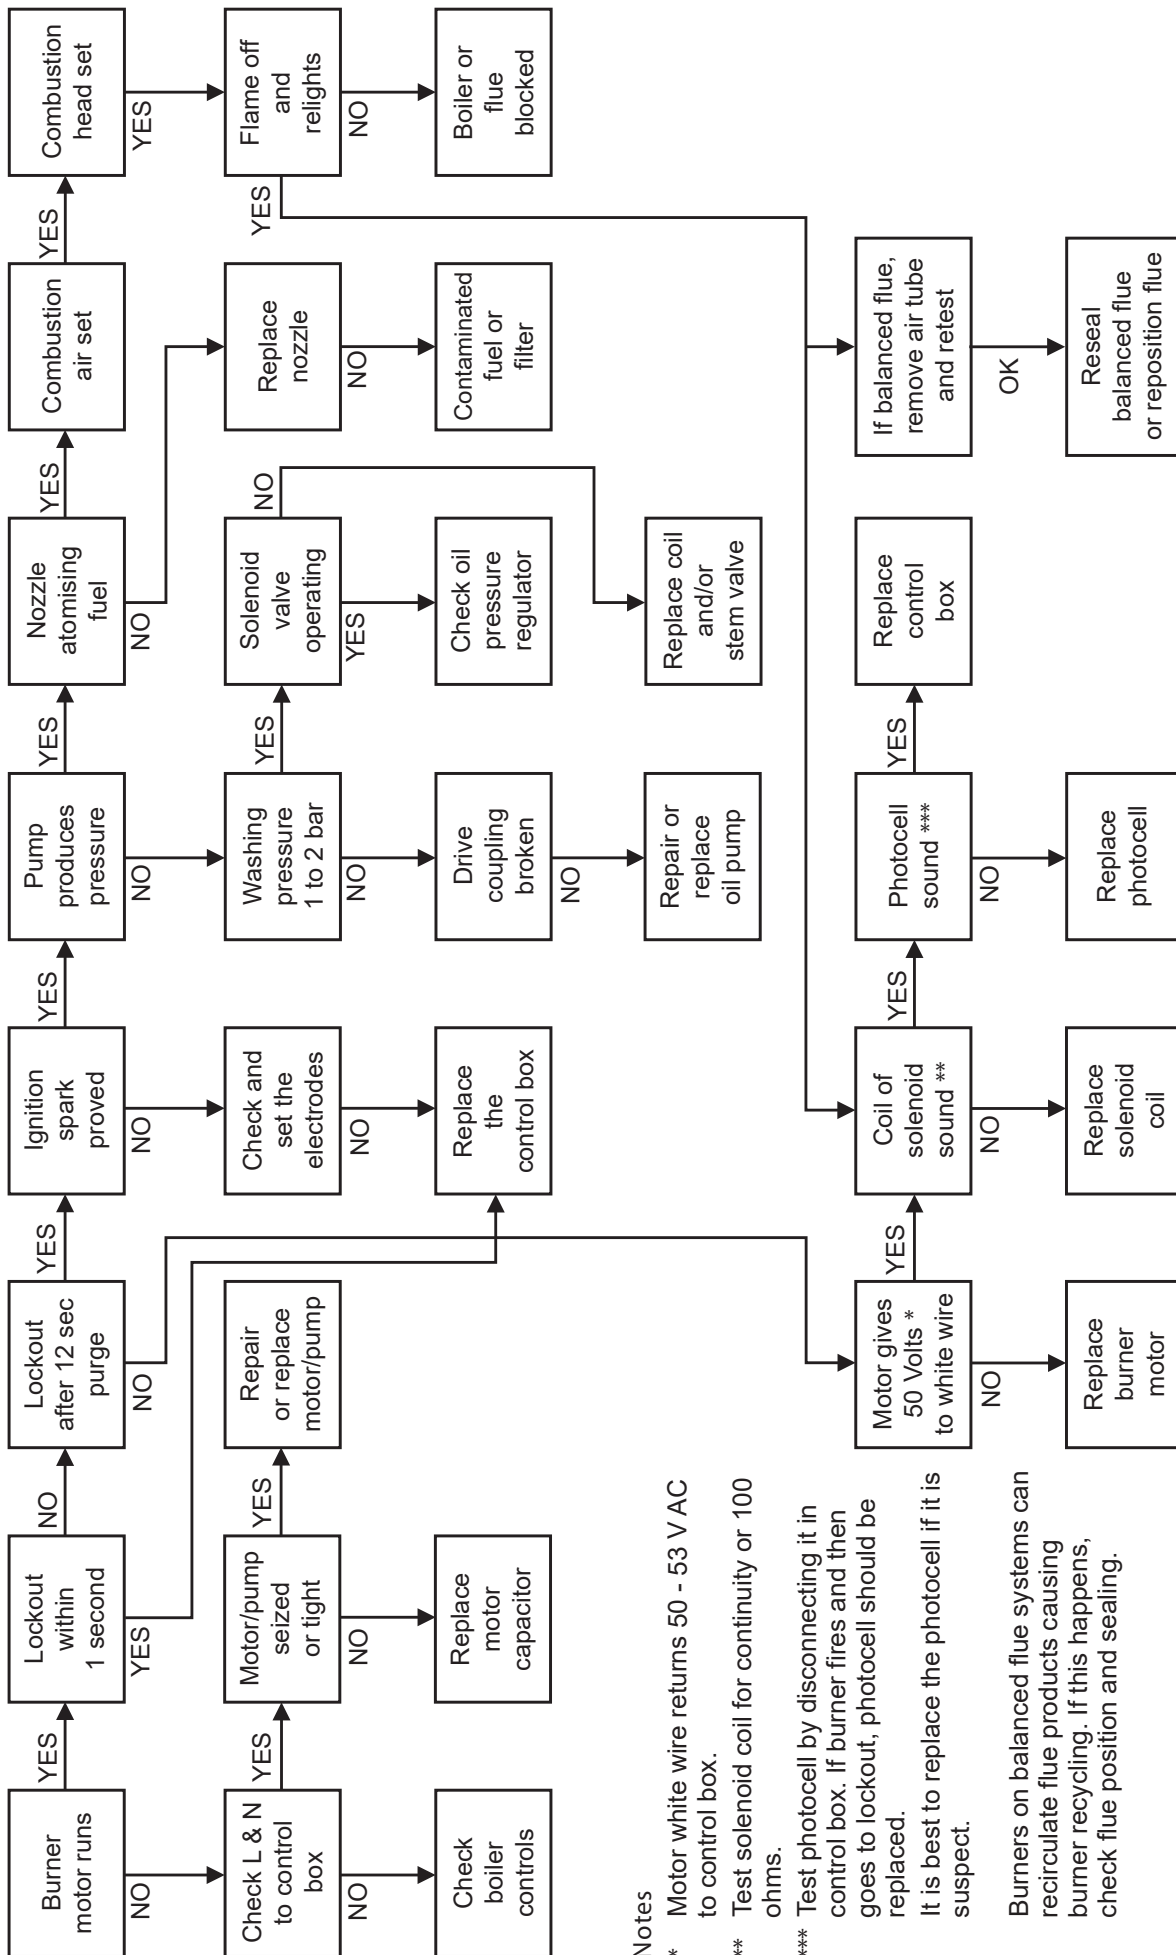 Burner
motor runs
YES
NO
Lockout
within
1 second
NO
YES
Lockout
after 12 sec
purge
YES
NO
Ignition
spark
proved
YES
NO
Pump
produces
pressure
YES
NO
Nozzle
atomising
fuel
YES
NO
Combustion
air set
YES
Combustion
head set
YES
Check L & N
to control
box
YES
NO
Motor/pump
seized
or tight
YES
NO
Repair
or replace
motor/pump
Check and
set the
electrodes
NO
Washing
pressure
1 to 2 bar
YES
NO
Solenoid
valve
operating
NO
YES
Replace
nozzle
NO
Flame off
and
relights
YES
NO
Check
boiler
controls
Replace
motor
capacitor
Replace
the
control box
Drive
coupling
broken
NO
Check oil
pressure
regulator
Contaminated
fuel or
filter
Boiler or
flue
blocked
Repair or
replace
oil pump
Replace coil
and/or
stem valve
Motor gives
50 Volts *
to white wire
YES
NO
Coil of
solenoid
sound **
YES
NO
Photocell
sound ***
YES
NO
Replace
control
box
If balanced flue,
remove air tube
and retest
OK
Replace
burner
motor
Replace
solenoid
coil
Replace
photocell
Reseal
balanced flue
or reposition flue
Notes
* Motor white wire returns 50 - 53 V AC
to control box.
** Test solenoid coil for continuity or 100
ohms.
*** Test photocell by disconnecting it in
control box. If burner fires and then
goes to lockout, photocell should be
replaced.
It is best to replace the photocell if it is
suspect.
Burners on balanced flue systems can
recirculate flue products causing
burner recycling. If this happens,
check flue position and sealing.